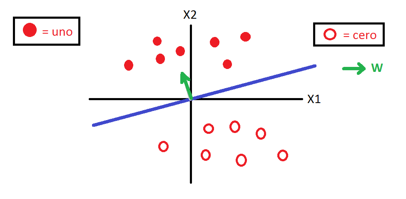 X2
= uno
= cero
W
X1